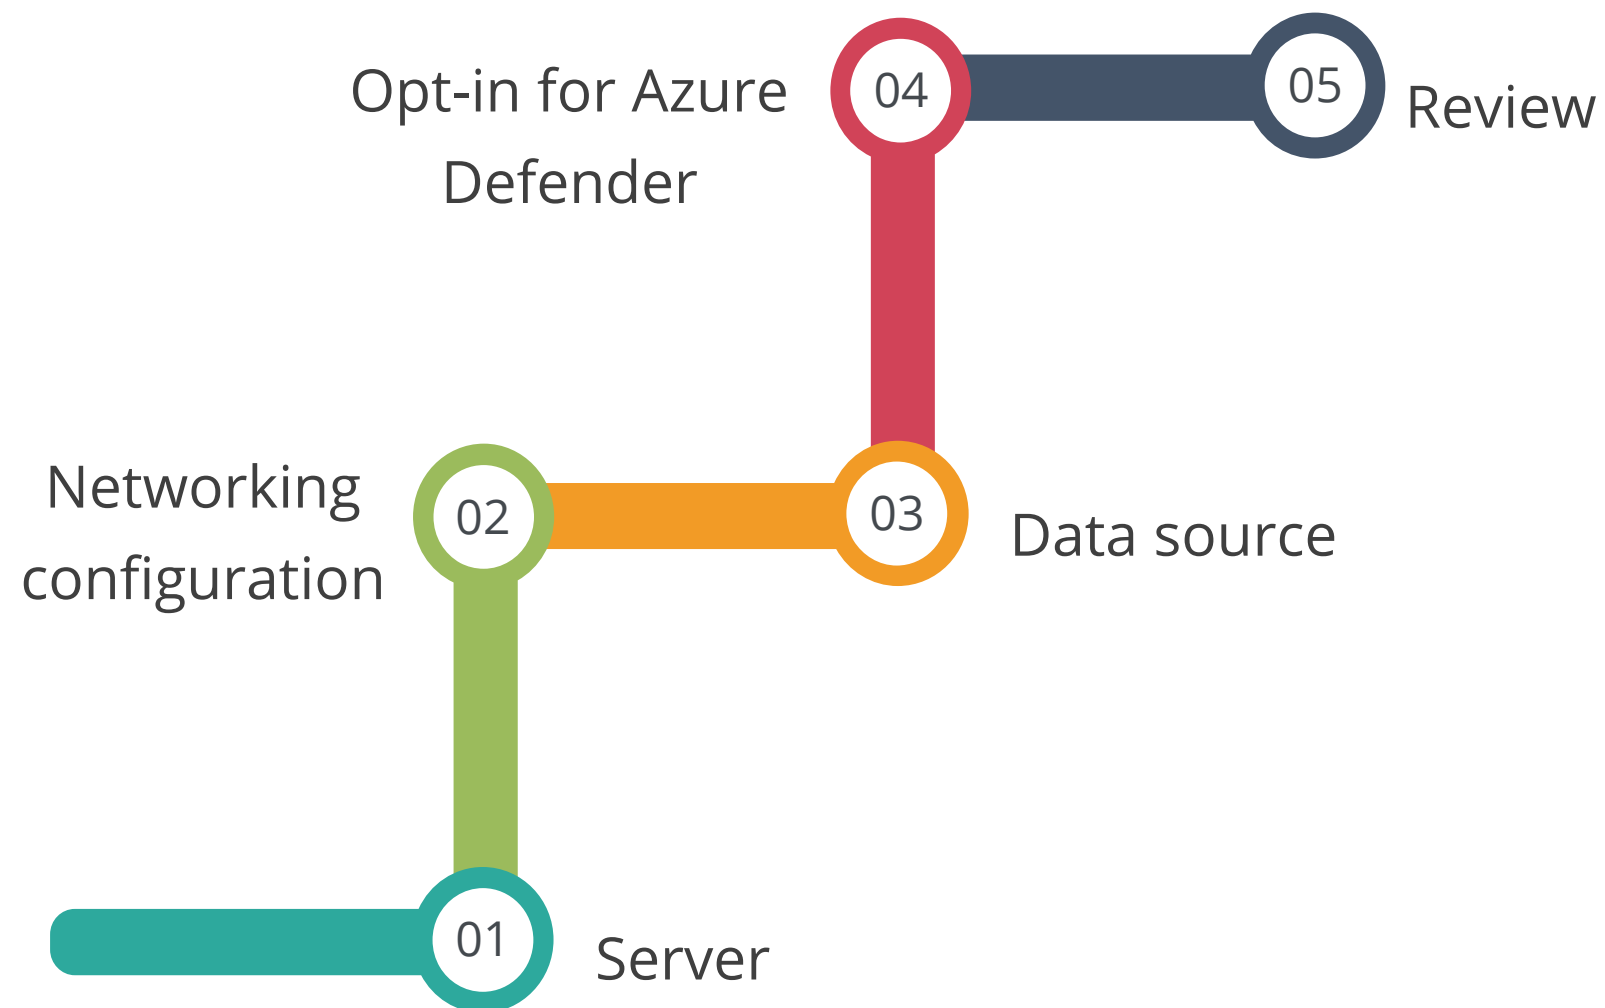 01
Server
02
Networking
configuration
03
Data source
04
Opt-in for Azure
Defender
05
Review